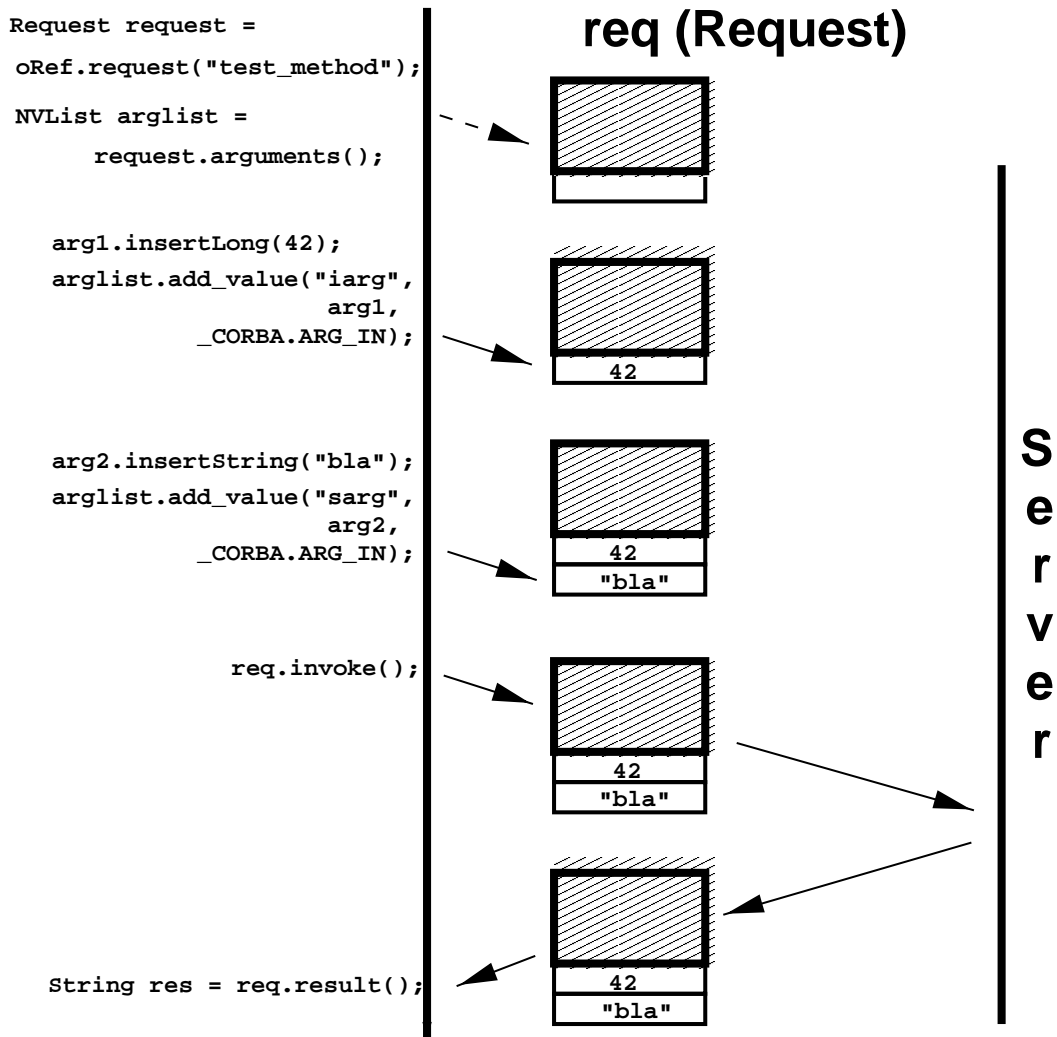 req (Request)
Request request =
oRef.request("test_method");
NVList arglist =
request.arguments();
arg1.insertLong(42);
arglist.add_value("iarg",
arg1,
_CORBA.ARG_IN);
42
arg2.insertString("bla");
arglist.add_value("sarg",
arg2,
_CORBA.ARG_IN);
42
"bla"
req.invoke();
42
"bla"
String res = req.result();
42
"bla"
Server